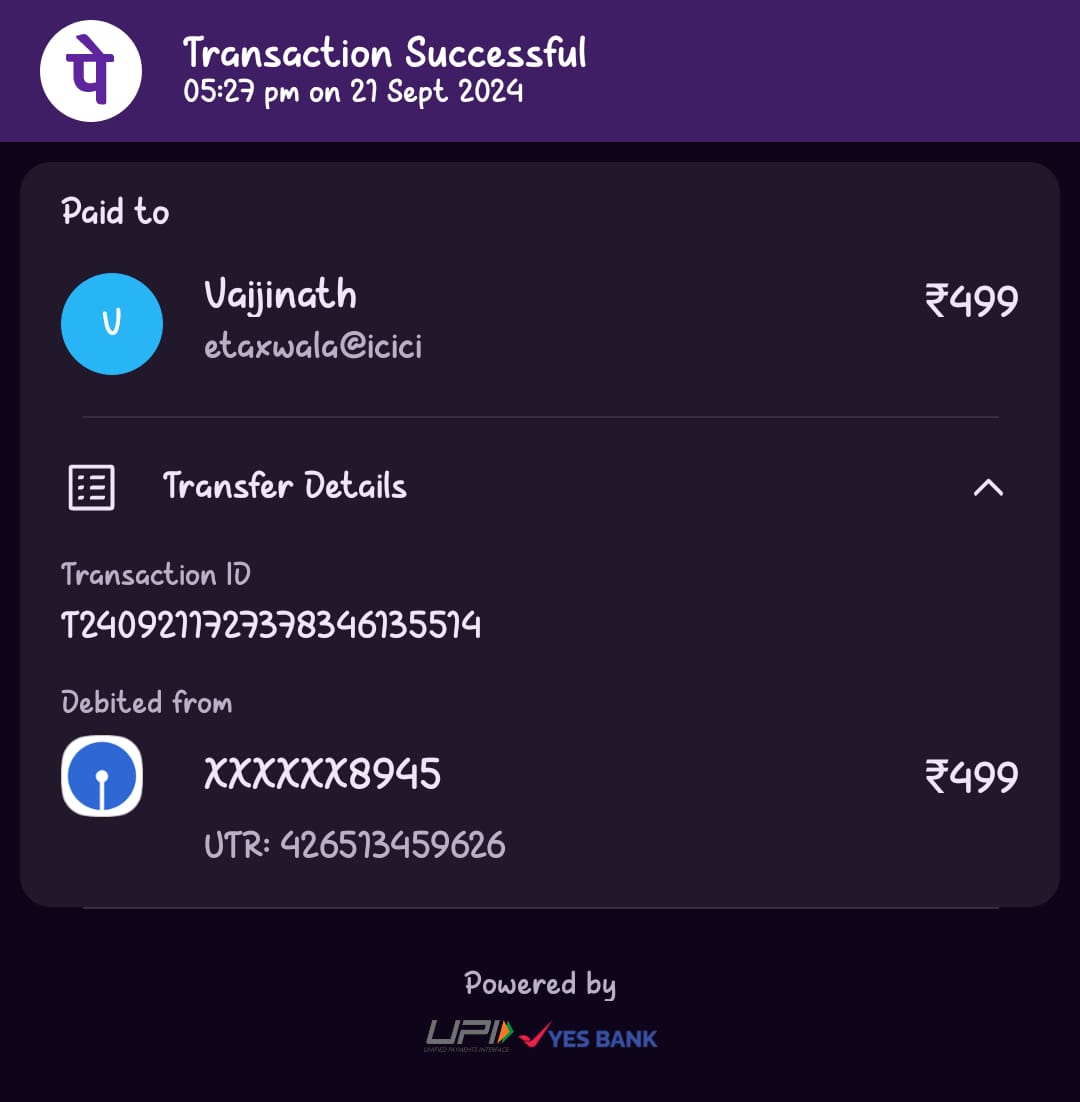 पे
Transaction Successful
05:27 pm on 21 Sept 2024
Paid to
V
Vaijinath
₹499
etaxwala@icici
Transfer Details
Transaction ID
T2409211727378346135514
Debited from
XXXXXX8945
₹499
UTR: 426513459626
Powered by
UPI
UNIFIED PAYMENTS INTERFACE
YES BANK